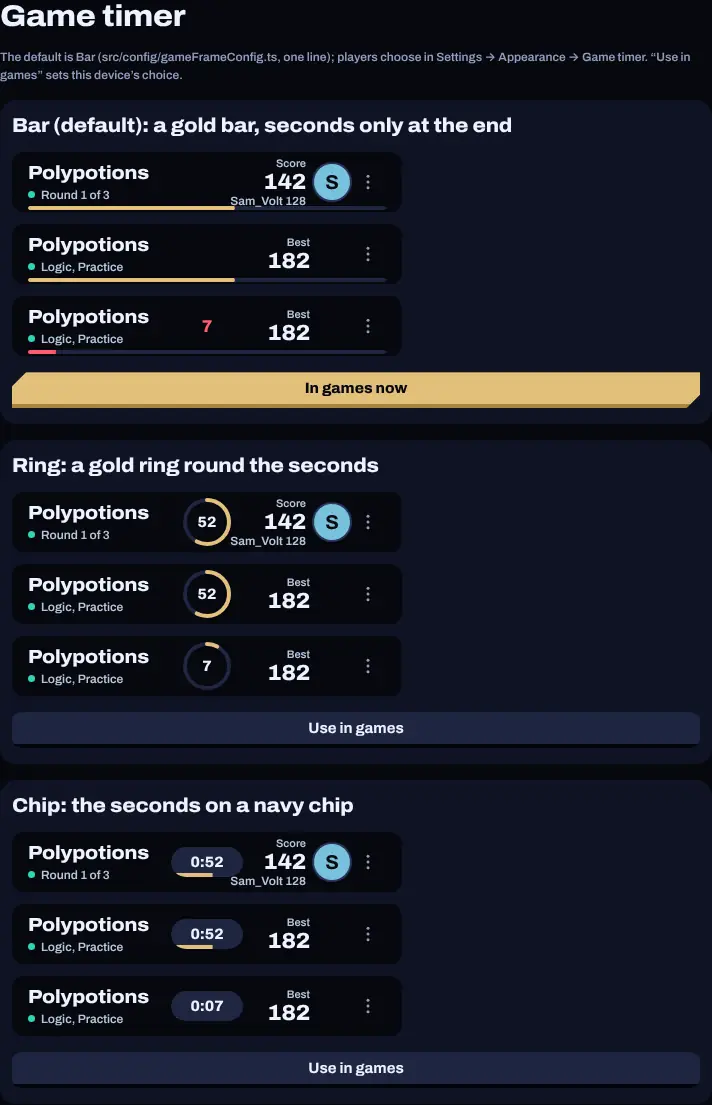 Game timer
The default is Bar (src/config/gameFrameConfig.ts, one line); players choose in Settings → Appearance → Game timer. “Use in
games” sets this device’s choice.
Bar (default): a gold bar, seconds only at the end
Polypotions
Round 1 of 3
Score
142
Sam_Volt 128
S
Polypotions
Logic, Practice
Best
182
Polypotions
Logic, Practice
7
Best
182
In games now
Ring: a gold ring round the seconds
Polypotions
Round 1 of 3
52
Score
142
Sam_Volt 128
S
Polypotions
Logic, Practice
52
Best
182
Polypotions
Logic, Practice
7
Best
182
Use in games
Chip: the seconds on a navy chip
Polypotions
Round 1 of 3
0:52
Score
142
Sam_Volt 128
S
Polypotions
Logic, Practice
0:52
Best
182
Polypotions
Logic, Practice
0:07
Best
182
Use in games